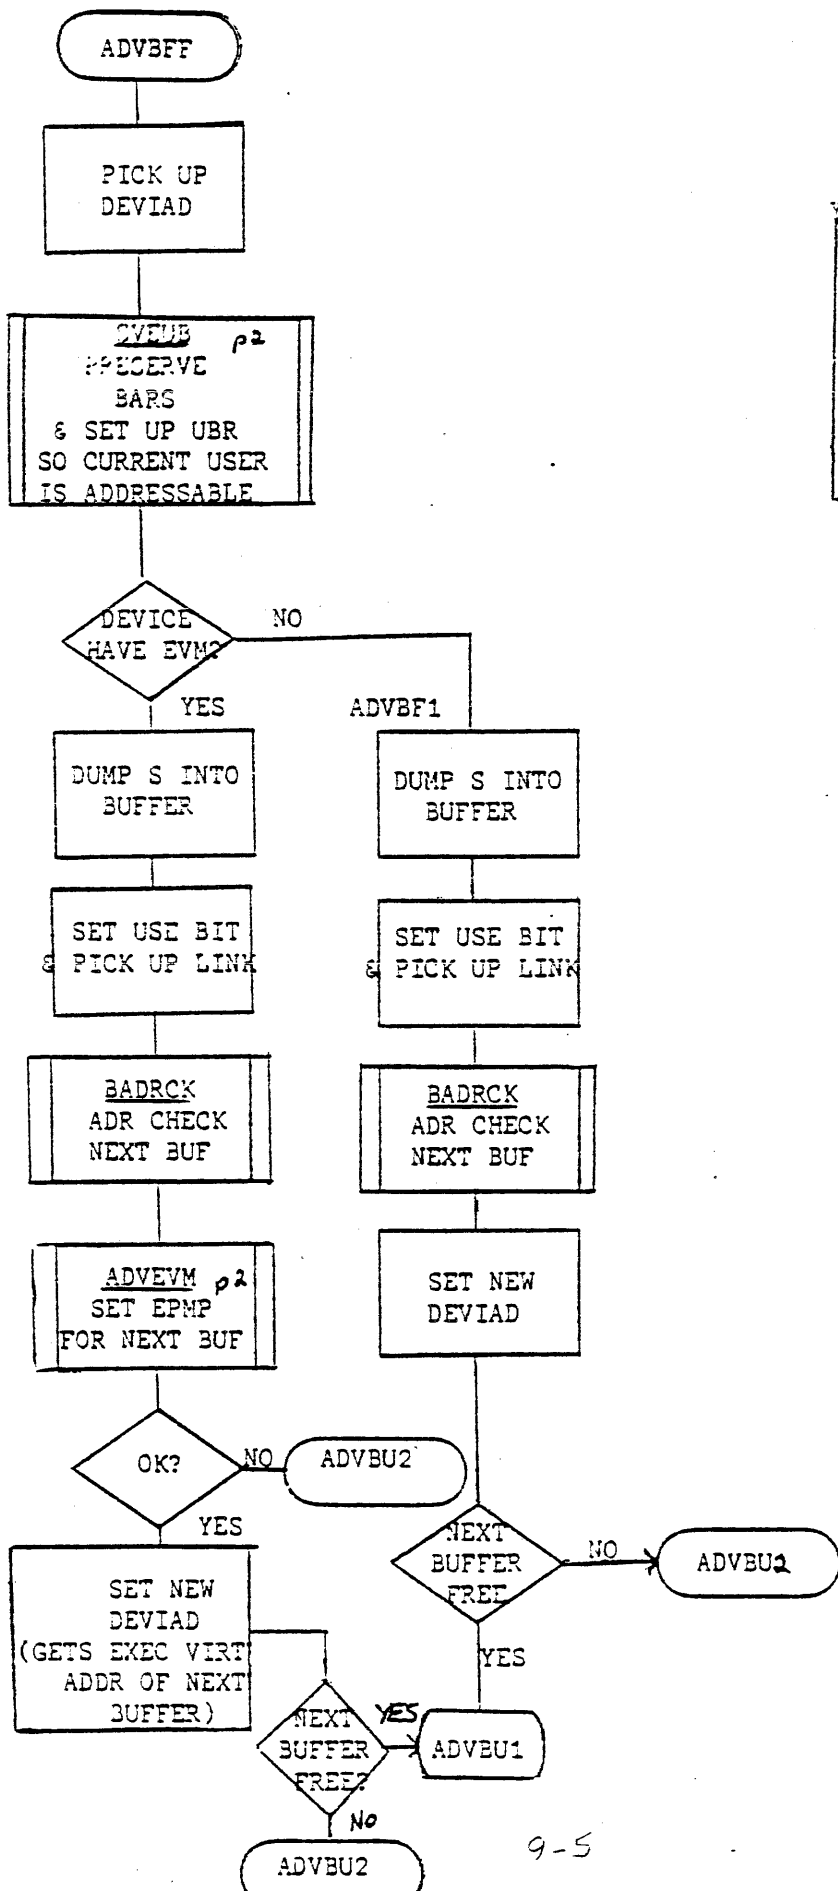 ADVBFF
PICK UP
DEVIAD
SVEUB p2
PRESERVE
BARS
& SET UP UBR
SO CURRENT USER
IS ADDRESSABLE
DEVICE
HAVE EVM?
NO
YES
ADVBF1
DUMP S INTO
BUFFER
DUMP S INTO
BUFFER
SET USE BIT
& PICK UP LINK
SET USE BIT
& PICK UP LINK
BADRCK
ADR CHECK
NEXT BUF
BADRCK
ADR CHECK
NEXT BUF
ADVEVM p2
SET EPMP
FOR NEXT BUF
SET NEW
DEVIAD
OK?
NO
ADVBU2
YES
NEXT
BUFFER
FREE
NO
ADVBU2
YES
SET NEW
DEVIAD
(GETS EXEC VIRT
ADDR OF NEXT
BUFFER)
NEXT
BUFFER
FREE?
YES
ADVBU1
NO
ADVBU2
9-5